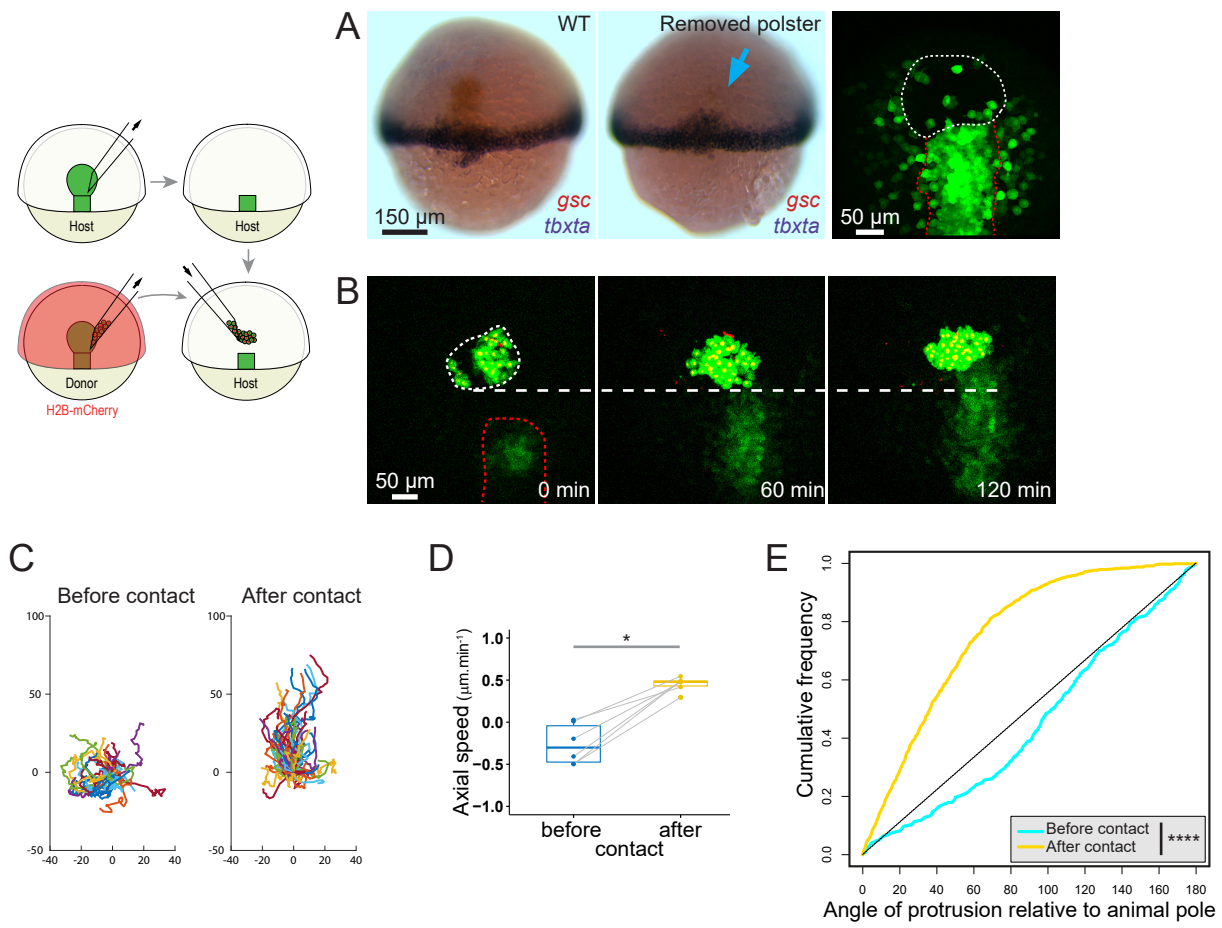 A
WT
Removed polster
gsc
tbxta
150 µm
gsc
tbxta
50 µm
Host
Host
Donor
H2B-mCherry
Host
B
50 µm
0 min
60 min
120 min
C
Before contact
After contact
100
50
0
-50
-40 -20 0 20 40
100
50
0
-50
-40 -20 0 20 40
D
Axial speed (µm.min⁻¹)
1.0
0.5
0.0
−0.5
−1.0
*
before
after
contact
E
Cumulative frequency
1.0
0.8
0.6
0.4
0.2
0.0
Before contact
After contact
****
0 20 40 60 80 100 120 140 160 180
Angle of protrusion relative to animal pole